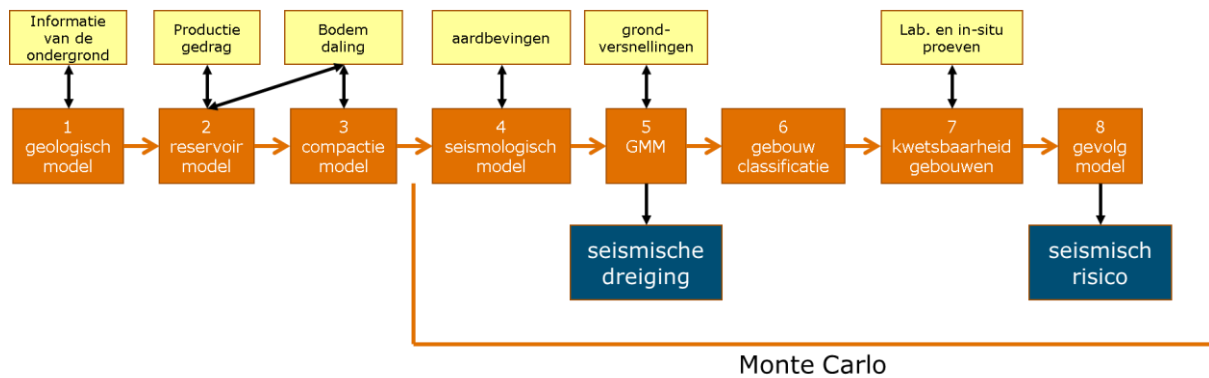 Informatie
van de
ondergrond
Productie
gedrag
Bodem
daling
aardbevingen
grond-
versnellingen
Lab. en in-situ
proeven
1
geologisch
model
2
reservoir
model
3
compactie
model
4
seismologisch
model
5
GMM
6
gebouw
classificatie
7
kwetsbaarheid
gebouwen
8
gevolg
model
seismische
dreiging
seismisch
risico
Monte Carlo